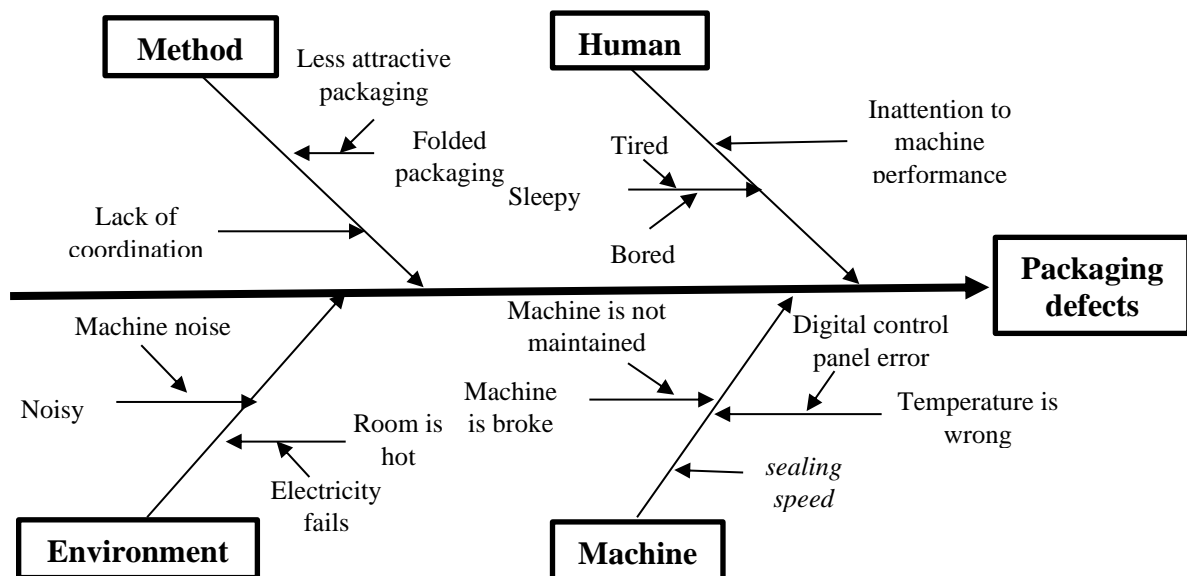 Method
Less attractive
packaging
Folded
packaging
Lack of
coordination
Human
Inattention to
machine
performance
Tired
Sleepy
Bored
Packaging
defects
Machine noise
Noisy
Room is
hot
Electricity
fails
Environment
Machine is not
maintained
Machine
is broke
Digital control
panel error
Temperature is
wrong
sealing
speed
Machine